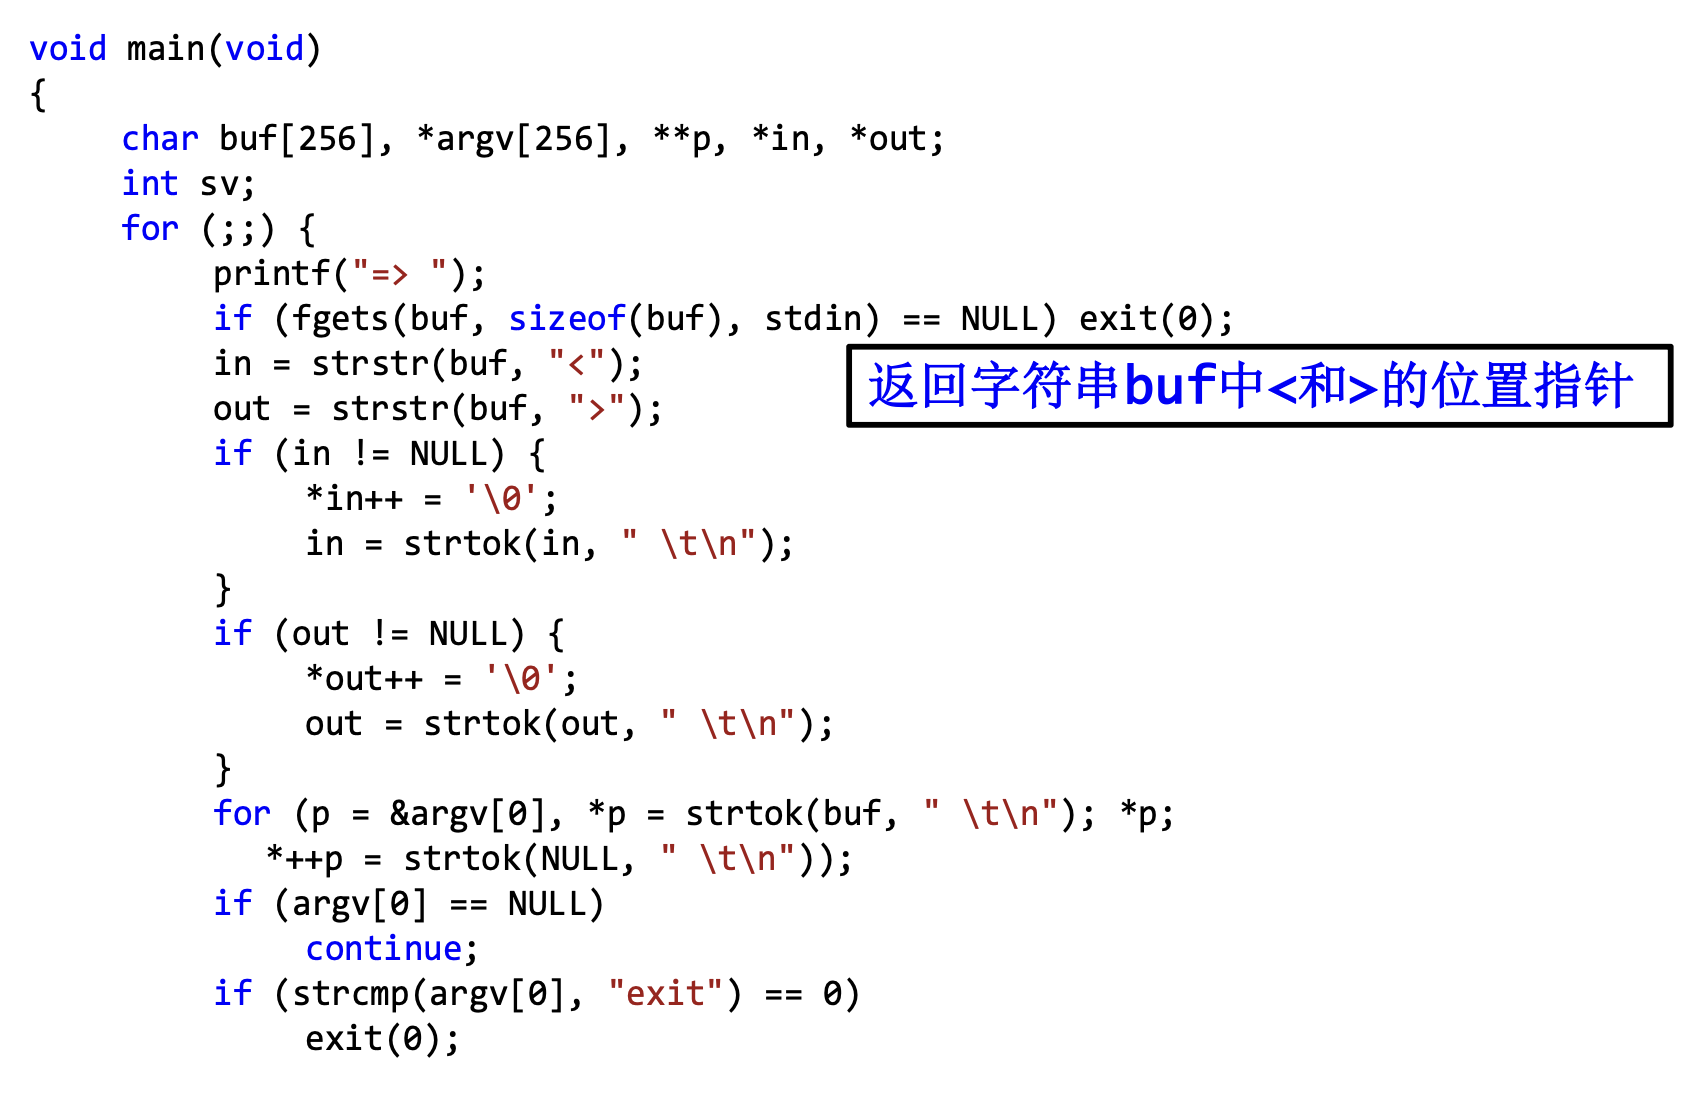 void main(void)
{
char buf[256], *argv[256], **p, *in, *out;
int sv;
for (;;) {
printf("=> ");
if (fgets(buf, sizeof(buf), stdin) == NULL) exit(0);
in = strstr(buf, "<");
返回字符串buf中<和>的位置指针
out = strstr(buf, ">");
if (in != NULL) {
*in++ = '\0';
in = strtok(in, " \t\n");
}
if (out != NULL) {
*out++ = '\0';
out = strtok(out, " \t\n");
}
for (p = &argv[0], *p = strtok(buf, " \t\n"); *p;
*++p = strtok(NULL, " \t\n"));
if (argv[0] == NULL)
continue;
if (strcmp(argv[0], "exit") == 0)
exit(0);